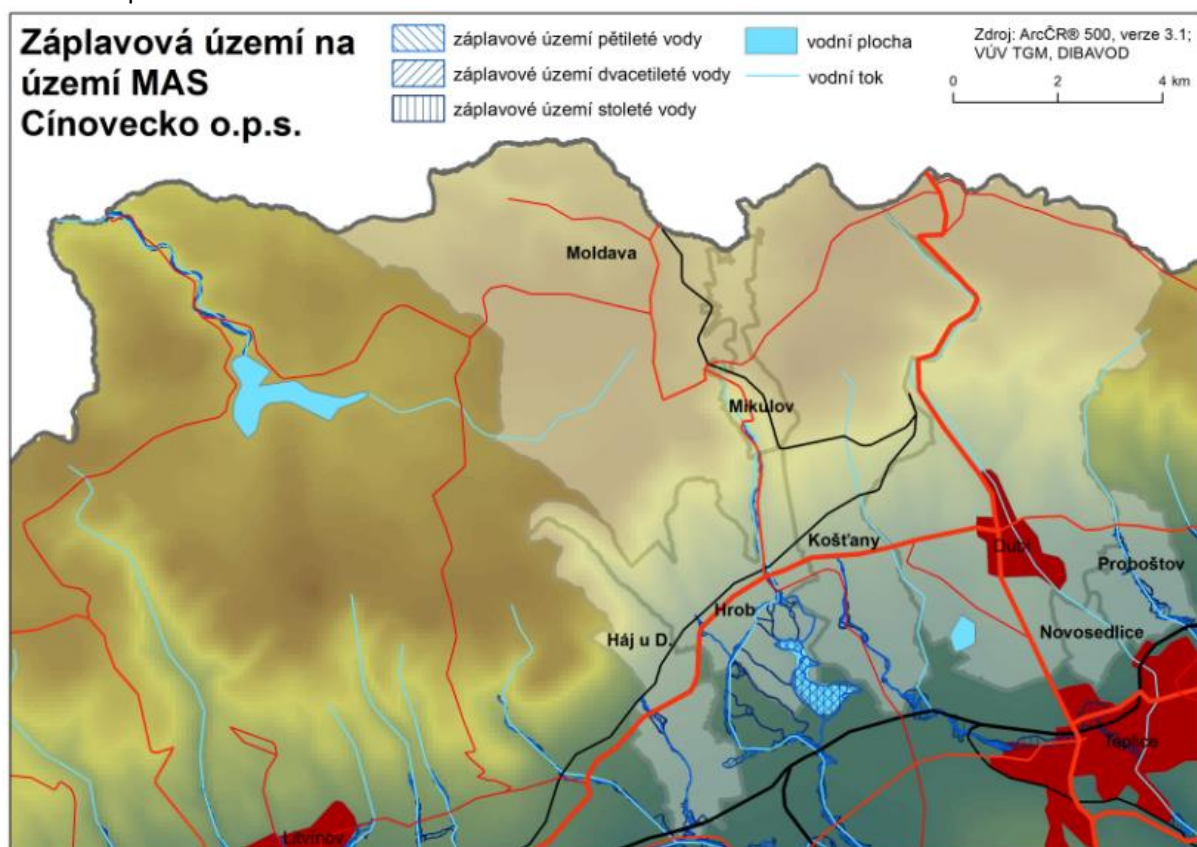 Záplavová území na
území MAS
Cínovecko o.p.s.
záplavové území pětileté vody
záplavové území dvacetileté vody
záplavové území stoleté vody
vodní plocha
vodní tok
Zdroj: ArcČR® 500, verze 3.1;
VÚV TGM, DIBAVOD
0 2 4 km
Moldava
Mikulov
Košťany
Dubí
Proboštov
Hrob
Háj u D.
Novosedlice
Teplice
Litvínov